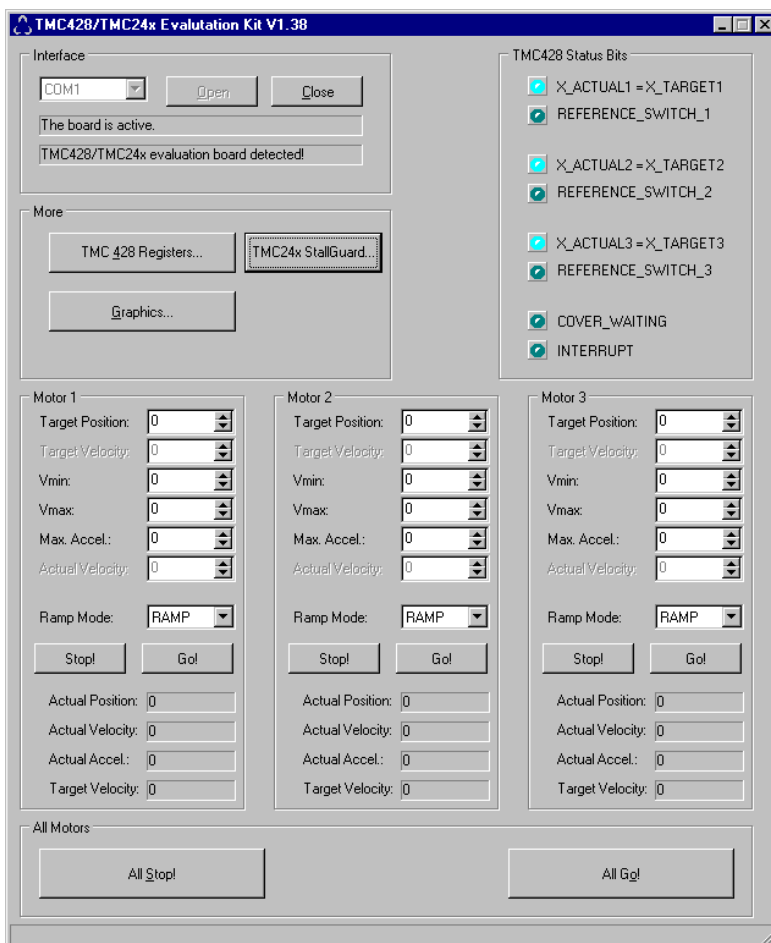 TMC428/TMC24x Evalutation Kit V1.38
Interface
COM1
Open
Close
The board is active.
TMC428/TMC24x evaluation board detected!
More
TMC 428 Registers...
TMC24x StallGuard...
Graphics...
TMC428 Status Bits
X_ACTUAL1 =X_TARGET1
REFERENCE_SWITCH_1
X_ACTUAL2 =X_TARGET2
REFERENCE_SWITCH_2
X_ACTUAL3 =X_TARGET3
REFERENCE_SWITCH_3
COVER_WAITING
INTERRUPT
Motor 1
Target Position: 0
Target Velocity: 0
Vmin: 0
Vmax: 0
Max. Accel.: 0
Actual Velocity: 0
Ramp Mode: RAMP
Stop! Go!
Actual Position: 0
Actual Velocity: 0
Actual Accel.: 0
Target Velocity: 0
Motor 2
Target Position: 0
Target Velocity: 0
Vmin: 0
Vmax: 0
Max. Accel.: 0
Actual Velocity: 0
Ramp Mode: RAMP
Stop! Go!
Actual Position: 0
Actual Velocity: 0
Actual Accel.: 0
Target Velocity: 0
Motor 3
Target Position: 0
Target Velocity: 0
Vmin: 0
Vmax: 0
Max. Accel.: 0
Actual Velocity: 0
Ramp Mode: RAMP
Stop! Go!
Actual Position: 0
Actual Velocity: 0
Actual Accel.: 0
Target Velocity: 0
All Motors
All Stop!
All Go!